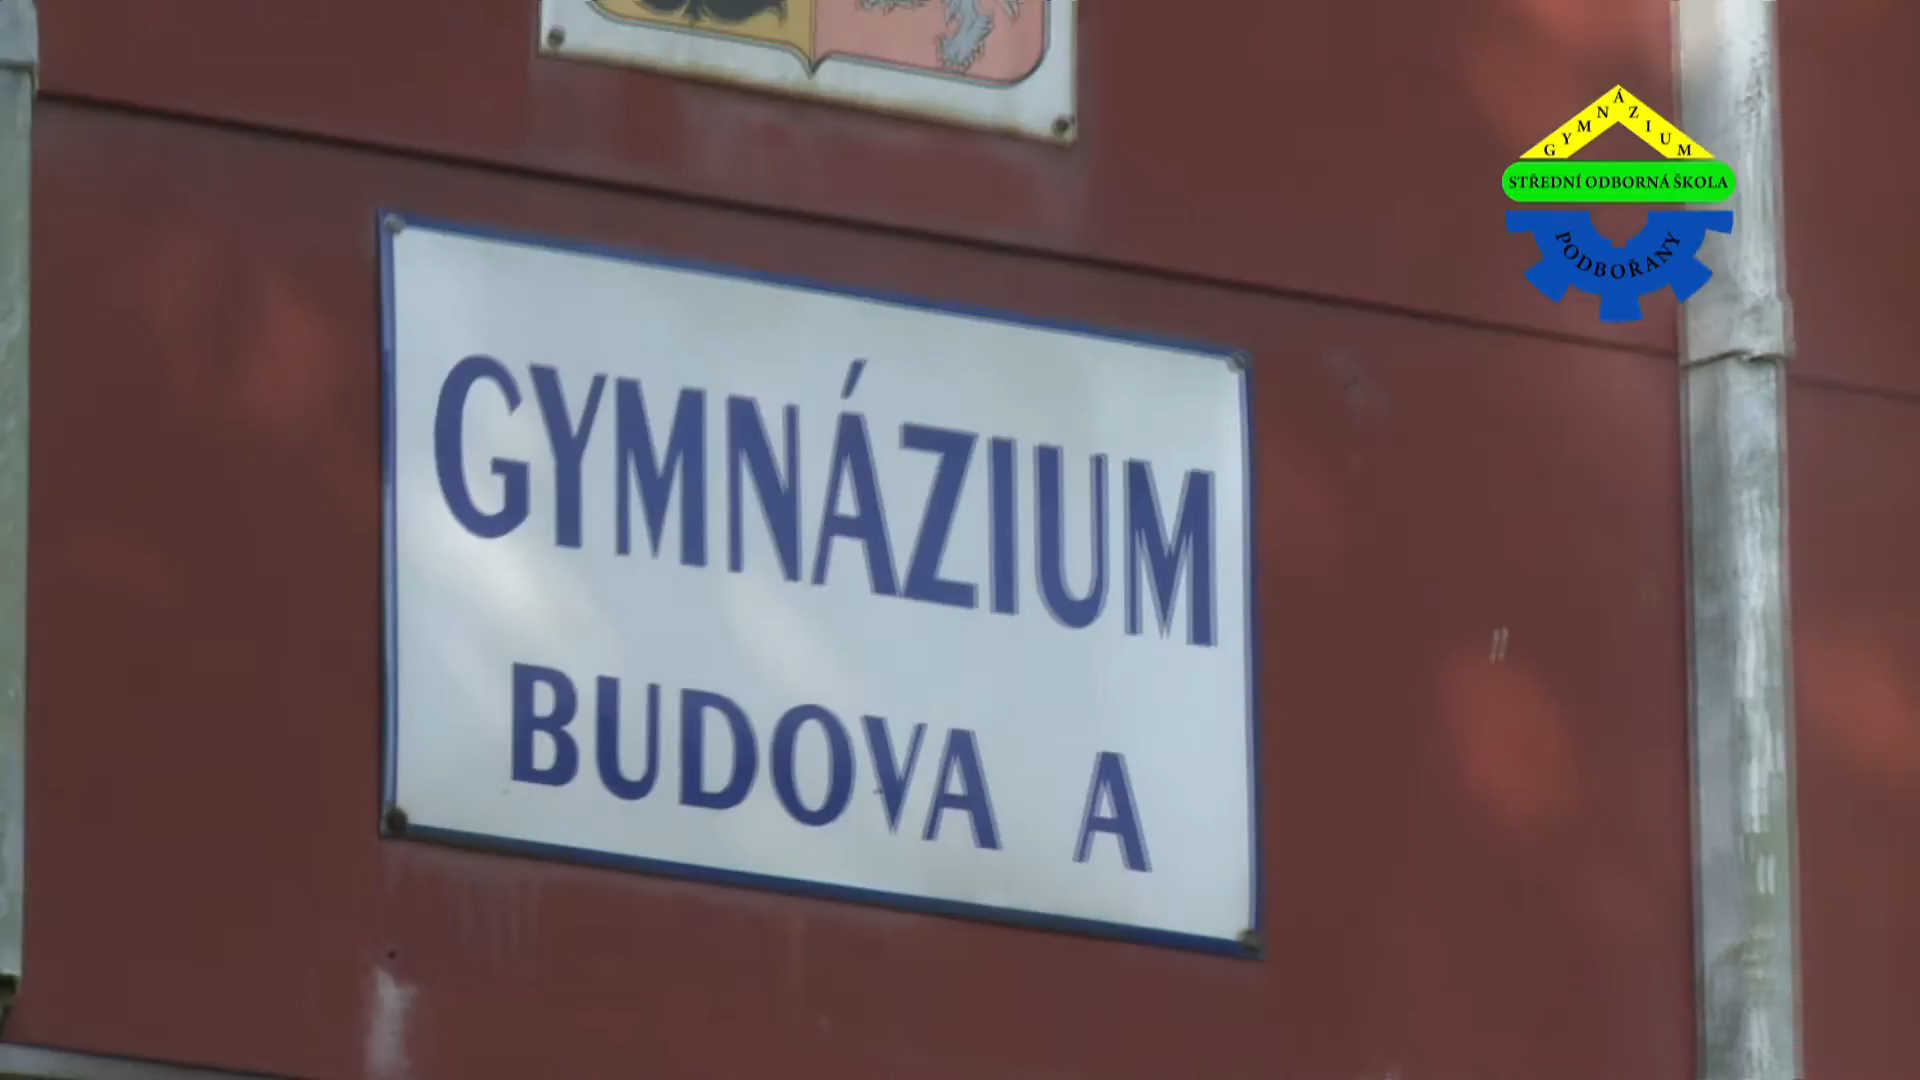 GYMNÁZIUM
STŘEDNÍ ODBORNÁ ŠKOLA
PODBOŘANY
GYMNÁZIUM
BUDOVA A